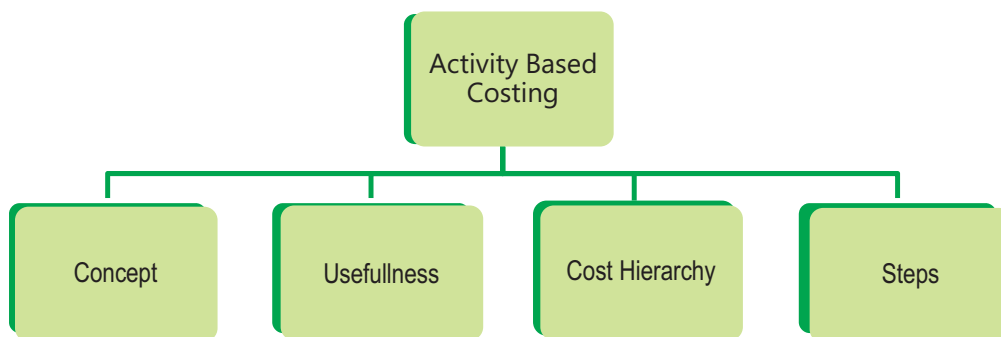 Activity Based
Costing
Concept
Usefullness
Cost Hierarchy
Steps